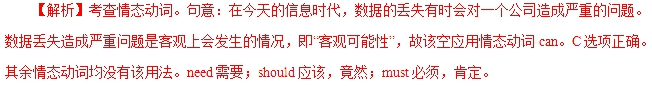 【解析】考查情态动词。句意：在今天的信息时代，数据的丢失有时会对一个公司造成严重的问题。
数据丢失造成严重问题是客观上会发生的情况，即“客观可能性”，故该空应用情态动词 can。C 选项正确。
其余情态动词均没有该用法。need 需要；should 应该，竟然；must 必须，肯定。